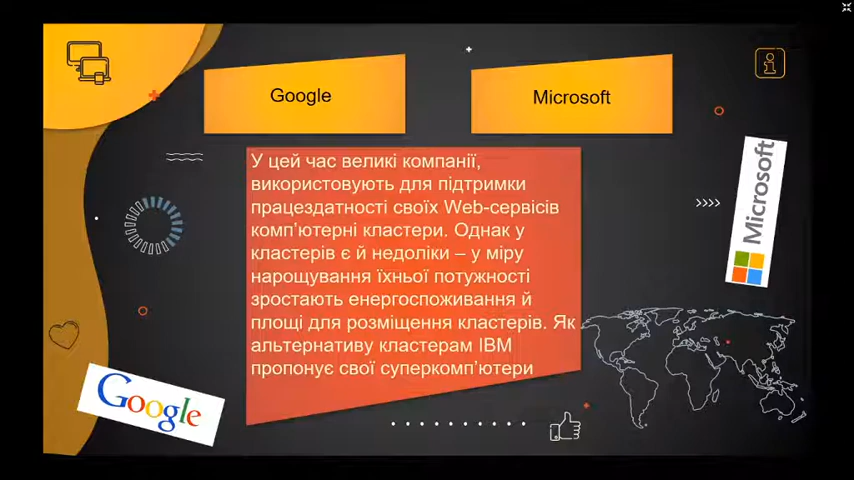 Google
Microsoft
У цей час великі компанії,
використовують для підтримки
працездатності своїх Web-сервісів
комп'ютерні кластери. Однак у
кластерів є й недоліки – у міру
нарощування їхньої потужності
зростають енергоспоживання й
площі для розміщення кластерів. Як
альтернативу кластерам IBM
пропонує свої суперкомп'ютери
Microsoft
Google